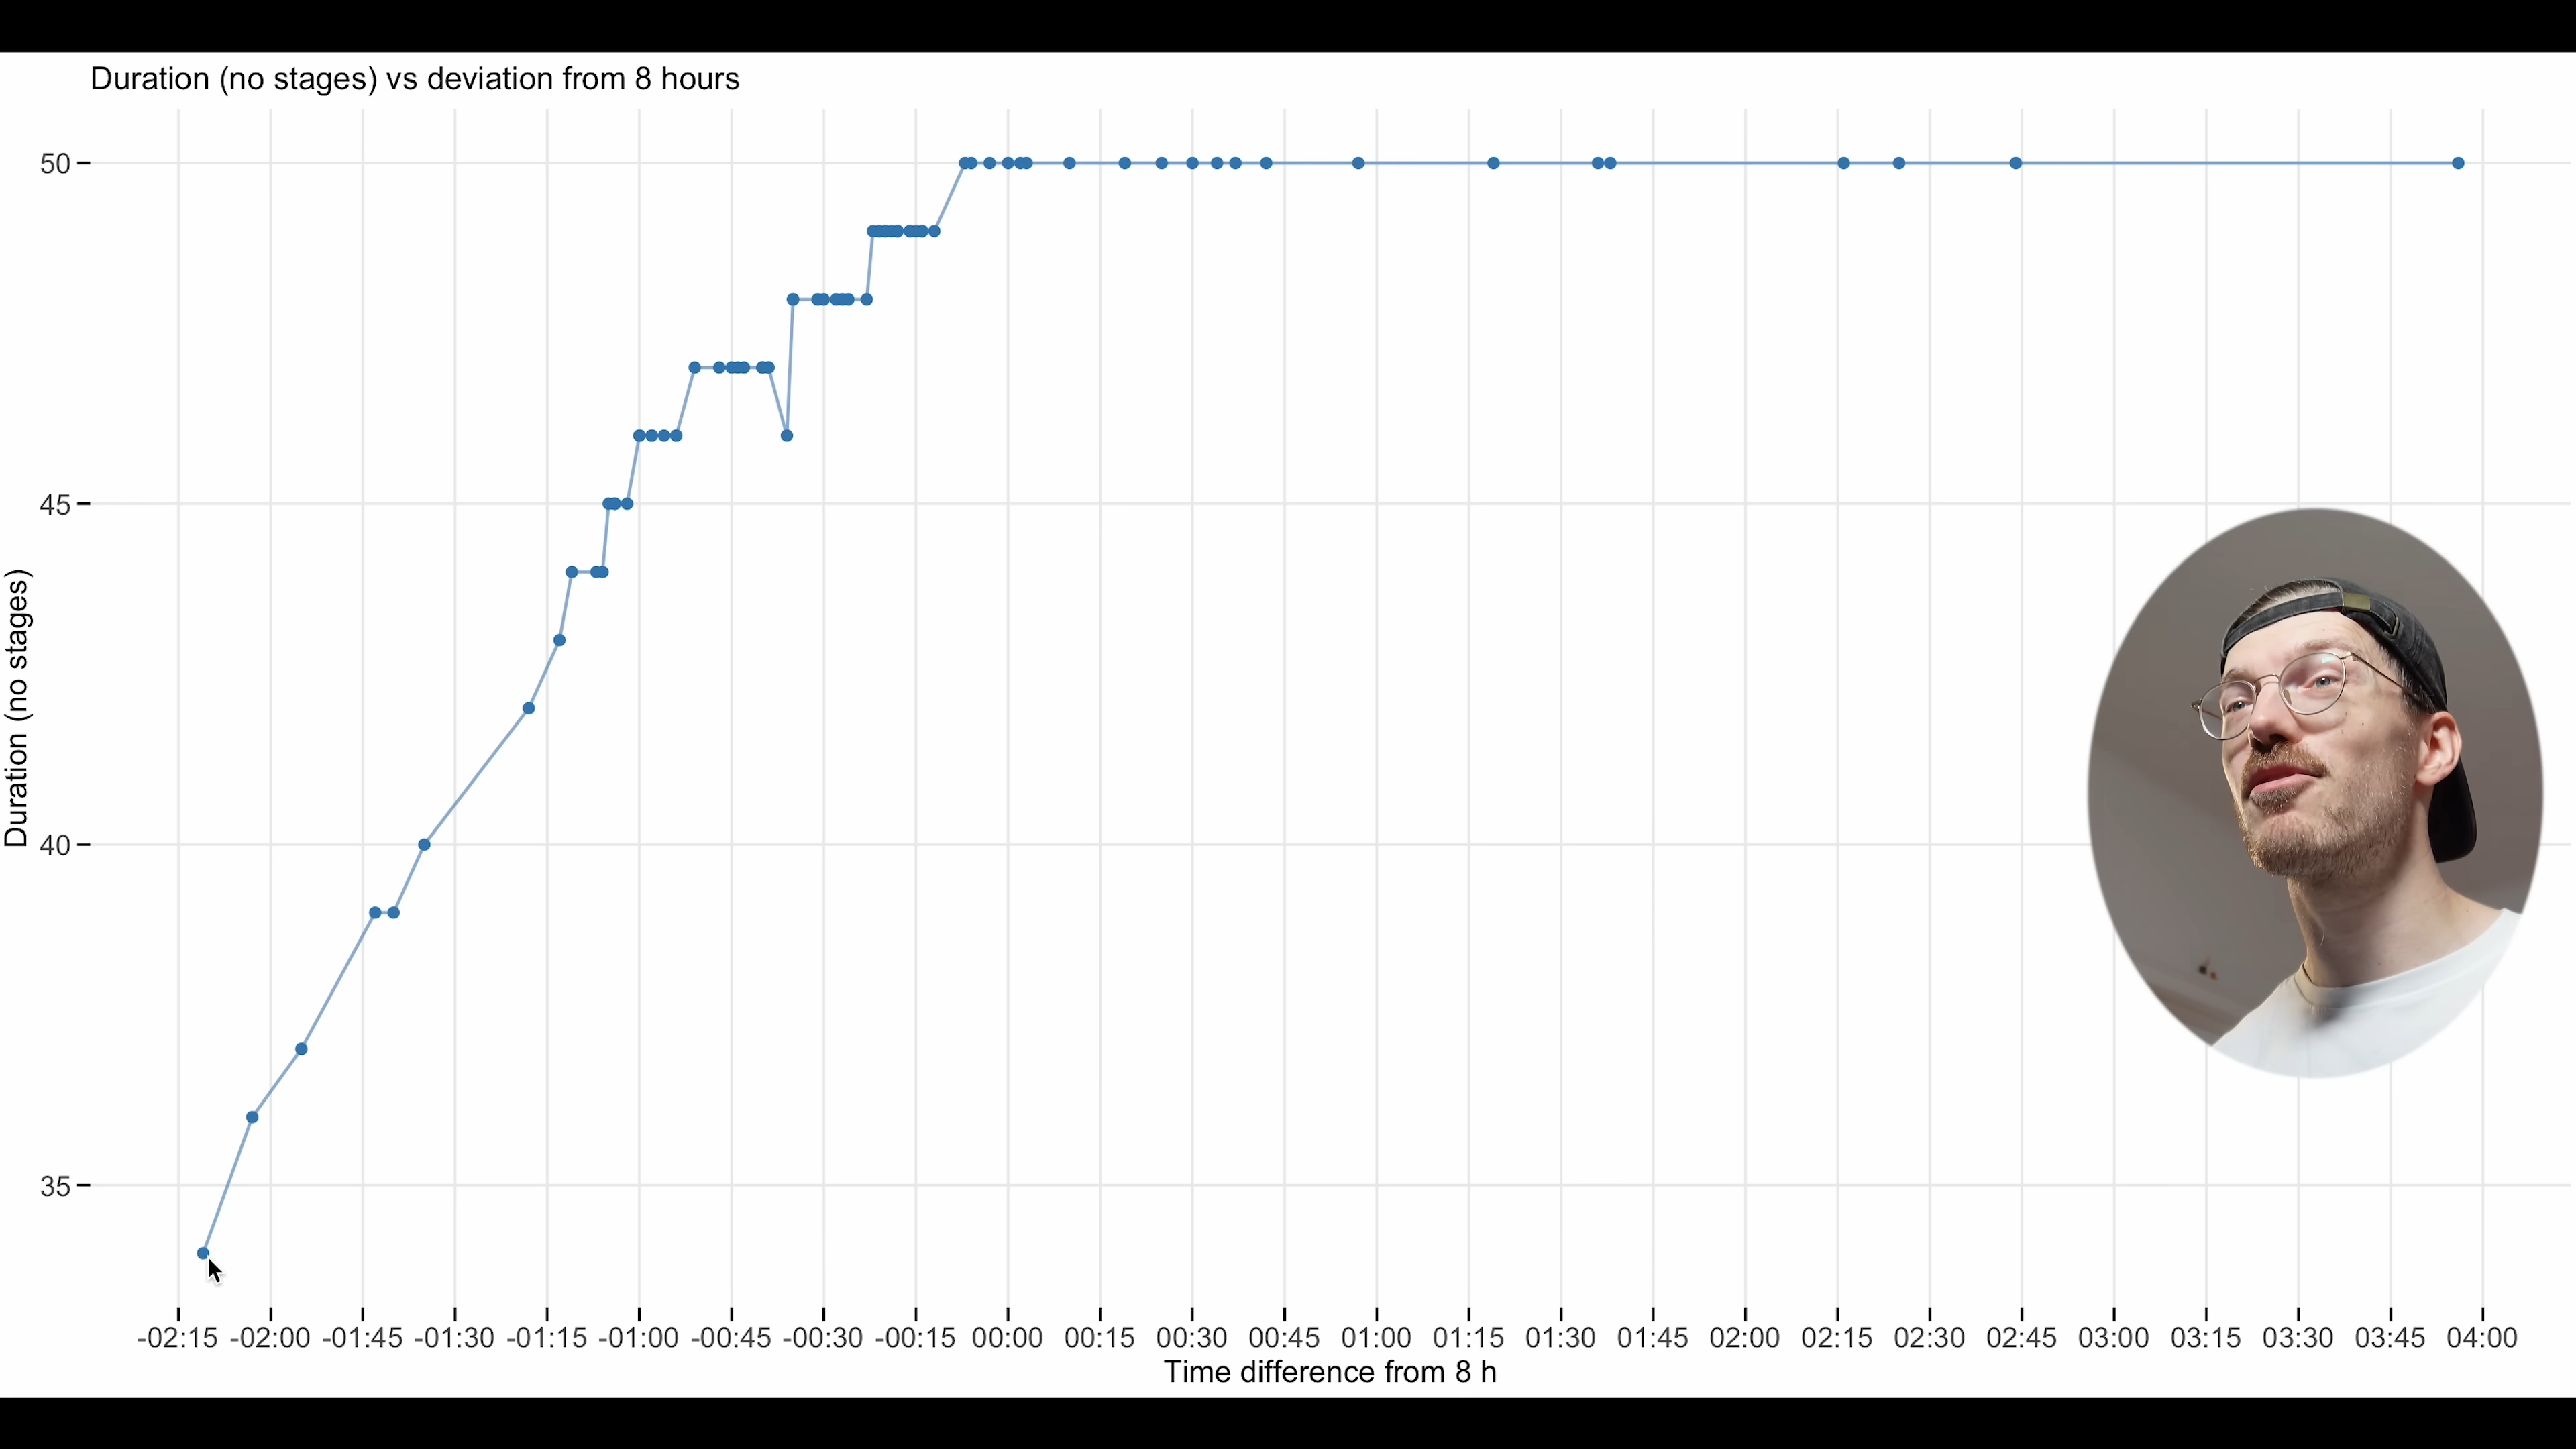 Duration (no stages) vs deviation from 8 hours
50
45
40
35
Duration (no stages)
-02:15 -02:00 -01:45 -01:30 -01:15 -01:00 -00:45 -00:30 -00:15 00:00 00:15 00:30 00:45 01:00 01:15 01:30 01:45 02:00 02:15 02:30 02:45 03:00 03:15 03:30 03:45 04:00
Time difference from 8 h